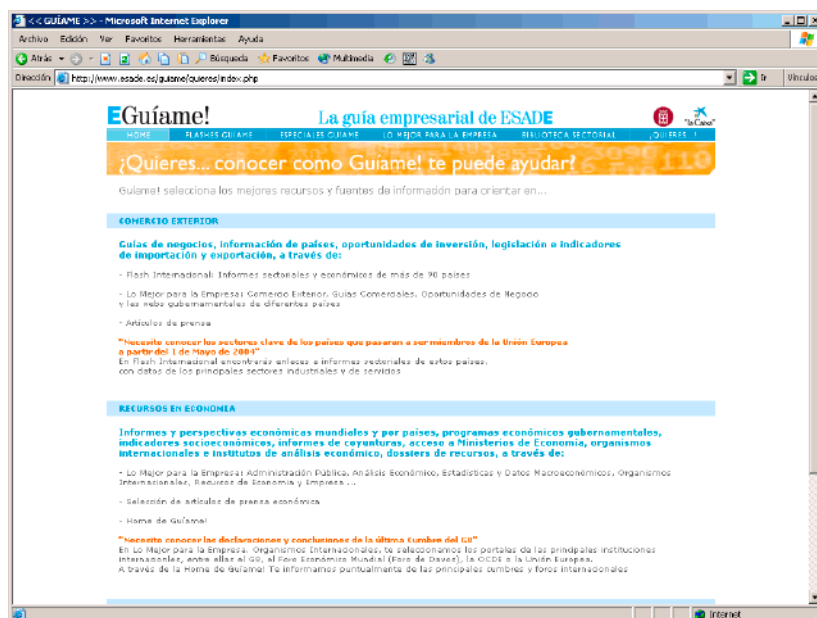 << GUÍAME >> - Microsoft Internet Explorer
Archivo Edición Ver Favoritos Herramientas Ayuda
Atrás Búsqueda Favoritos Multimedia
Dirección http://www.esade.es/guiame/quieres/index.php Ir Vínculos
EGuíame! La guía empresarial de ESADE "la Caixa"
HOME FLASHES GUIAME ESPECIALES GUIAME LO MEJOR PARA LA EMPRESA BIBLIOTECA SECTORIAL ¿QUIERES...?
¿Quieres... conocer como Guíame! te puede ayudar?
Guíame! selecciona los mejores recursos y fuentes de información para orientar en...
COMERCIO EXTERIOR
Guías de negocios, información de países, oportunidades de inversión, legislación e indicadores
de importación y exportación, a través de:
- Flash Internacional: Informes sectoriales y económicos de más de 90 países
- Lo Mejor para la Empresa: Comercio Exterior, Guías Comerciales, Oportunidades de Negocio
y las webs gubernamentales de diferentes países
- Artículos de prensa
"Necesito conocer los sectores clave de los países que pasaran a ser miembros de la Unión Europea
a partir del 1 de Mayo de 2004"
En Flash Internacional encontrarás enlaces a informes sectoriales de estos países,
con datos de los principales sectores industriales y de servicios
RECURSOS EN ECONOMIA
Informes y perspectivas económicas mundiales y por países, programas económicos gubernamentales,
indicadores socioeconómicos, informes de coyunturas, acceso a Ministerios de Economía, organismos
internacionales e institutos de análisis económico, dossiers de recursos, a través de:
- Lo Mejor para la Empresa: Administración Pública, Análisis Económico, Estadísticas y Datos Macroeconómicos, Organismos
Internacionales, Recursos de Economía y Empresa ...
- Selección de artículos de prensa económica
- Home de Guíame!
"Necesito conocer las declaraciones y conclusiones de la última Cumbre del G8"
En Lo Mejor para la Empresa, Organismos Internacionales, te seleccionamos los portales de las principales instituciones
internacionales, entre ellas el G8, el Foro Económico Mundial (Foro de Davos), la OCDE o la Unión Europea.
A través de la Home de Guíame! Te informamos puntualmente de las principales cumbres y foros internacionales
Internet